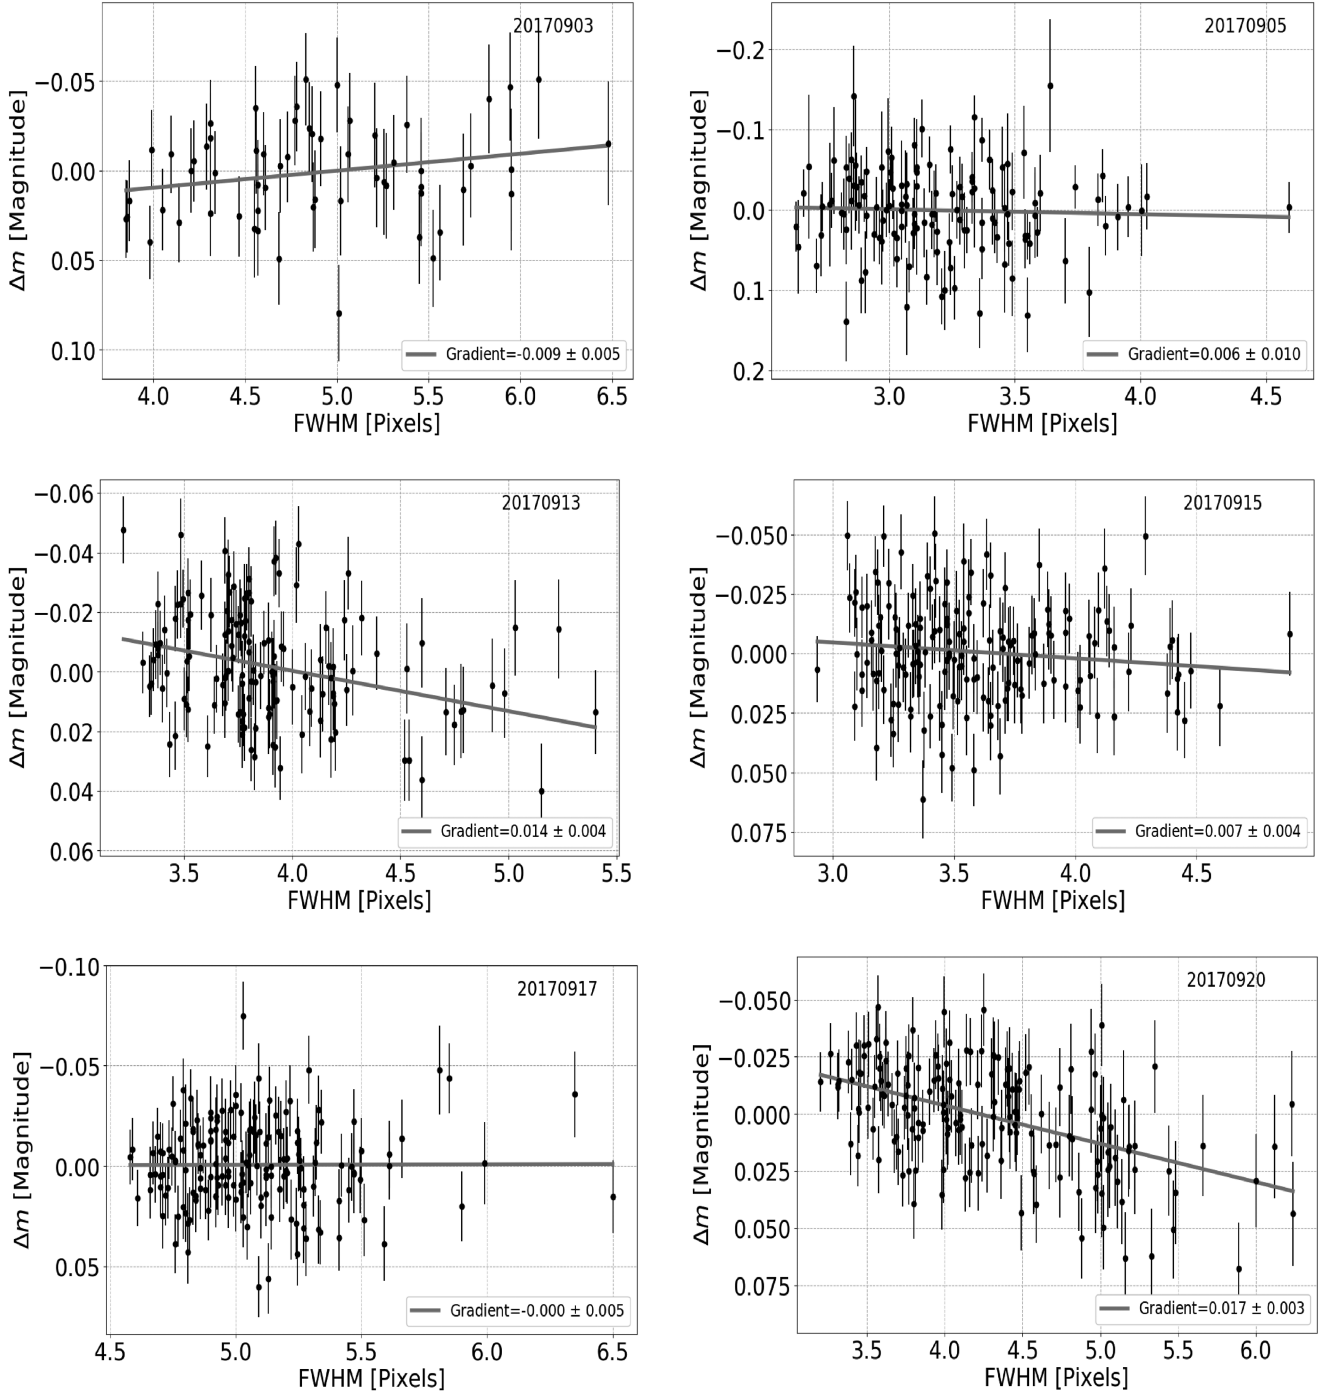 20170903
−0.05
0.00
0.05
0.10
Δm [Magnitude]
Gradient=-0.009 ± 0.005
4.0 4.5 5.0 5.5 6.0 6.5
FWHM [Pixels]
20170905
−0.2
−0.1
0.0
0.1
0.2
Δm [Magnitude]
Gradient=0.006 ± 0.010
3.0 3.5 4.0 4.5
FWHM [Pixels]
20170913
−0.06
−0.04
−0.02
0.00
0.02
0.04
0.06
Δm [Magnitude]
Gradient=0.014 ± 0.004
3.5 4.0 4.5 5.0 5.5
FWHM [Pixels]
20170915
−0.050
−0.025
0.000
0.025
0.050
0.075
Δm [Magnitude]
Gradient=0.007 ± 0.004
3.0 3.5 4.0 4.5
FWHM [Pixels]
20170917
−0.10
−0.05
0.00
0.05
Δm [Magnitude]
Gradient=-0.000 ± 0.005
4.5 5.0 5.5 6.0 6.5
FWHM [Pixels]
20170920
−0.050
−0.025
0.000
0.025
0.050
0.075
Δm [Magnitude]
Gradient=0.017 ± 0.003
3.5 4.0 4.5 5.0 5.5 6.0
FWHM [Pixels]